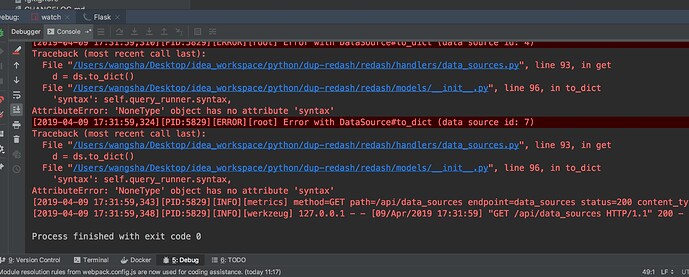 Debug: watch Flask
Debugger Console
[2019-04-09 17:31:59,310][PID:5829][ERROR][root] Error with DataSource#to_dict (data source id: 4)
Traceback (most recent call last):
File "/Users/wangsha/Desktop/idea_workspace/python/dup-redash/redash/handlers/data_sources.py", line 93, in get
d = ds.to_dict()
File "/Users/wangsha/Desktop/idea_workspace/python/dup-redash/redash/models/__init__.py", line 96, in to_dict
'syntax': self.query_runner.syntax,
AttributeError: 'NoneType' object has no attribute 'syntax'
[2019-04-09 17:31:59,324][PID:5829][ERROR][root] Error with DataSource#to_dict (data source id: 7)
Traceback (most recent call last):
File "/Users/wangsha/Desktop/idea_workspace/python/dup-redash/redash/handlers/data_sources.py", line 93, in get
d = ds.to_dict()
File "/Users/wangsha/Desktop/idea_workspace/python/dup-redash/redash/models/__init__.py", line 96, in to_dict
'syntax': self.query_runner.syntax,
AttributeError: 'NoneType' object has no attribute 'syntax'
[2019-04-09 17:31:59,343][PID:5829][INFO][metrics] method=GET path=/api/data_sources endpoint=data_sources status=200 content_ty
[2019-04-09 17:31:59,348][PID:5829][INFO][werkzeug] 127.0.0.1 - - [09/Apr/2019 17:31:59] "GET /api/data_sources HTTP/1.1" 200 -
Process finished with exit code 0
9: Version Control Terminal Docker 5: Debug 6: TODO
Module resolution rules from webpack.config.js are now used for coding assistance. (today 11:17) 49:1 LF